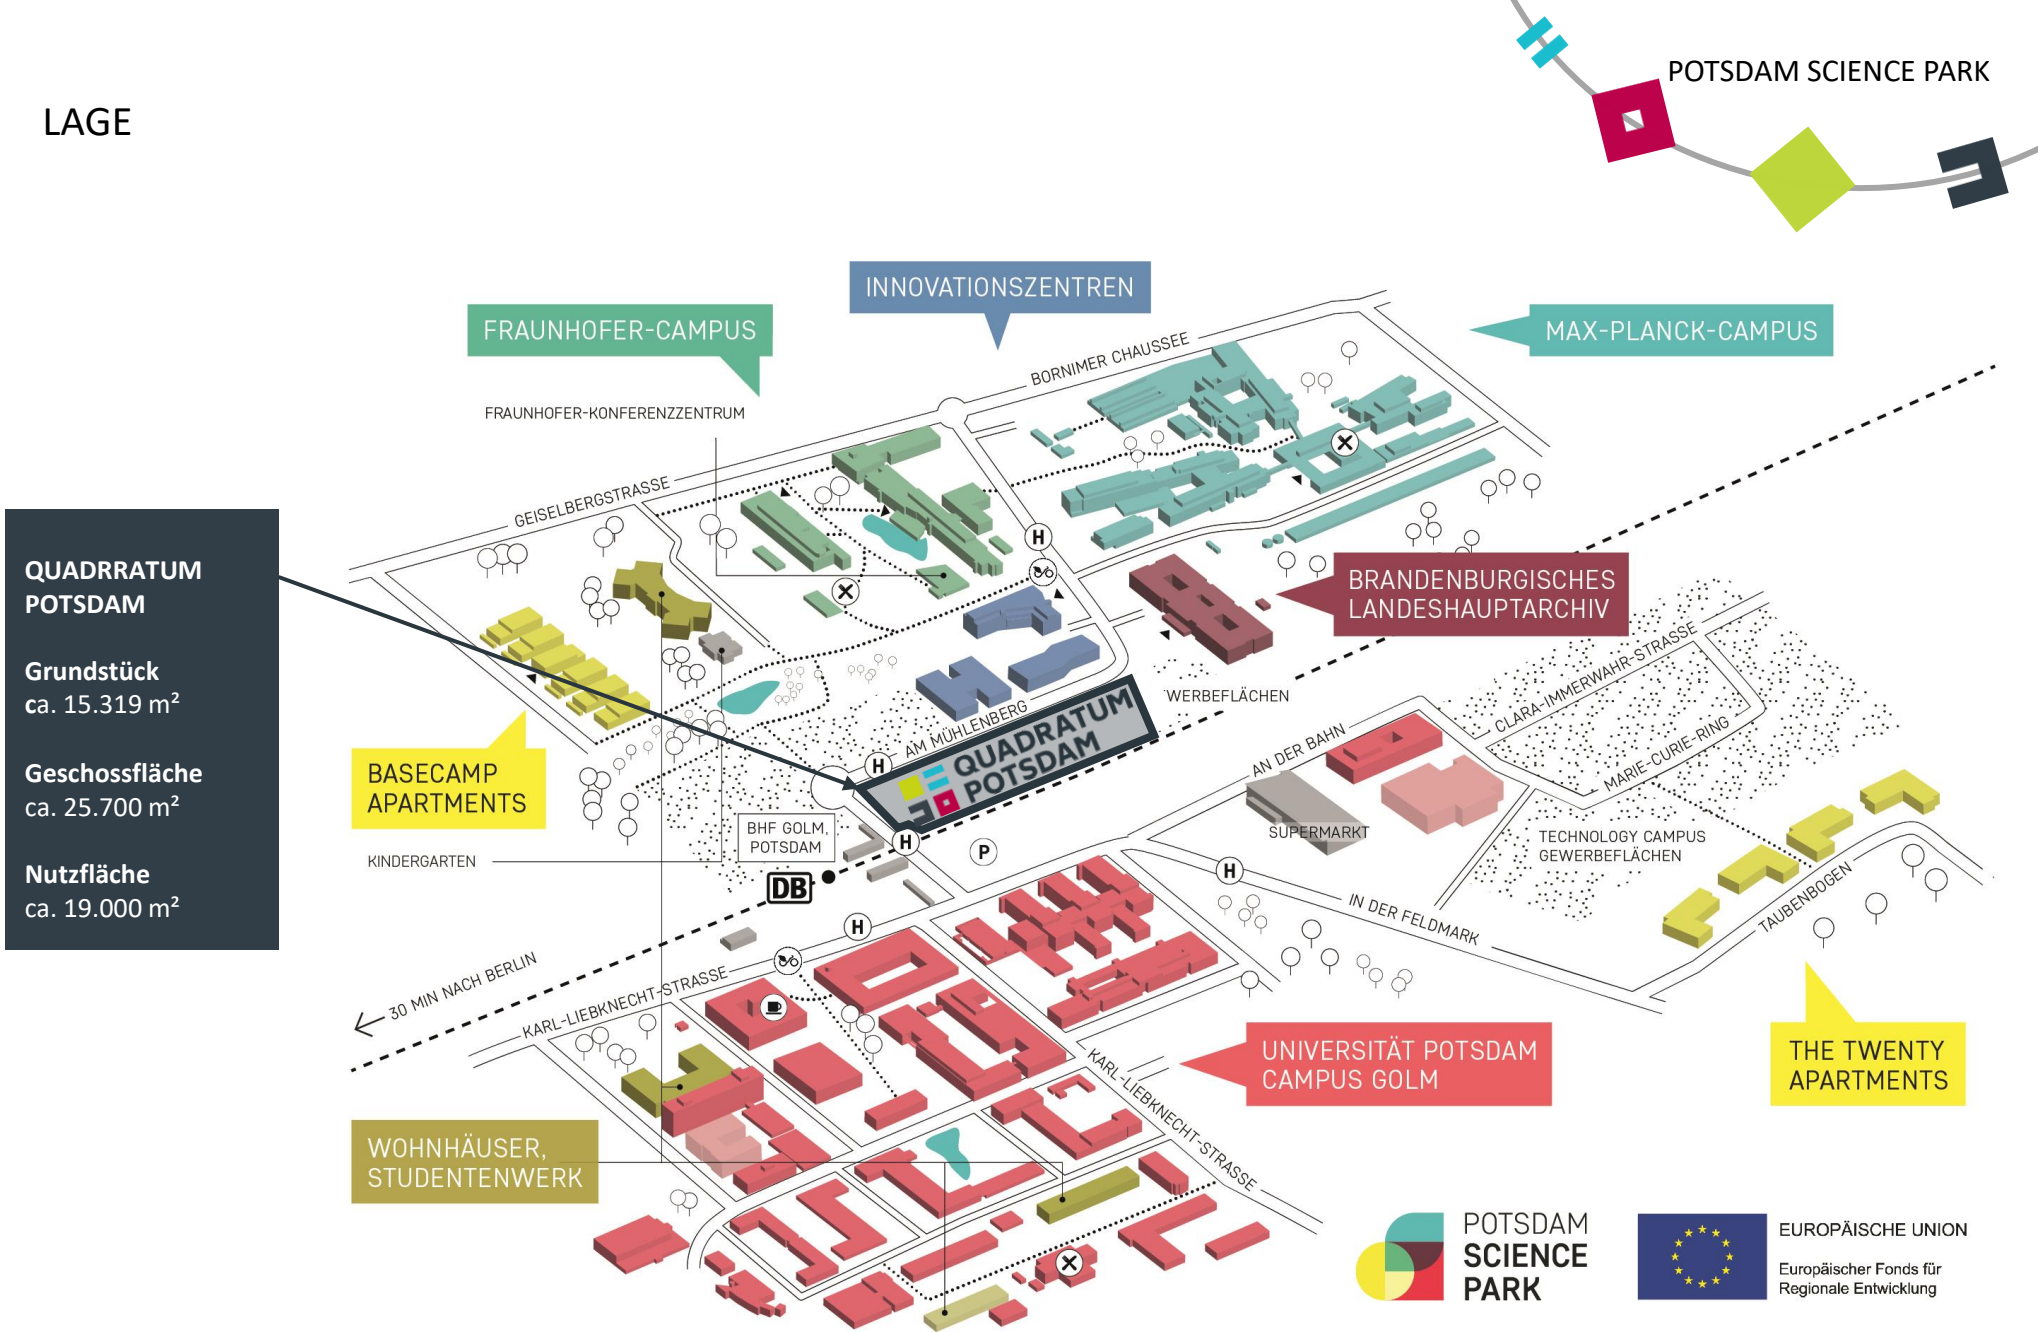 POTSDAM SCIENCE PARK
LAGE
INNOVATIONSZENTREN
FRAUNHOFER-CAMPUS
MAX-PLANCK-CAMPUS
BORNIMER CHAUSSEE
FRAUNHOFER-KONFERENZZENTRUM
GEISELBERGSTRASSE
H
QUADRRATUM
POTSDAM
Grundstück
ca. 15.319 m²
Geschossfläche
ca. 25.700 m²
Nutzfläche
ca. 19.000 m²
BRANDENBURGISCHES
LANDESHAUPTARCHIV
CLARA-IMMERWAHR-STRASSE
WERBEFLÄCHEN
AM MÜHLENBERG
QUADRATUM
POTSDAM
H
AN DER BAHN
MARIE-CURIE-RING
BASECAMP
APARTMENTS
BHF GOLM,
POTSDAM
H
P
SUPERMARKT
TECHNOLOGY CAMPUS
GEWERBEFLÄCHEN
KINDERGARTEN
DB
H
IN DER FELDMARK
TAUBENBOGEN
H
30 MIN NACH BERLIN
KARL-LIEBKNECHT-STRASSE
UNIVERSITÄT POTSDAM
CAMPUS GOLM
THE TWENTY
APARTMENTS
KARL-LIEBKNECHT-STRASSE
WOHNHÄUSER,
STUDENTENWERK
POTSDAM
SCIENCE
PARK
EUROPÄISCHE UNION
Europäischer Fonds für
Regionale Entwicklung